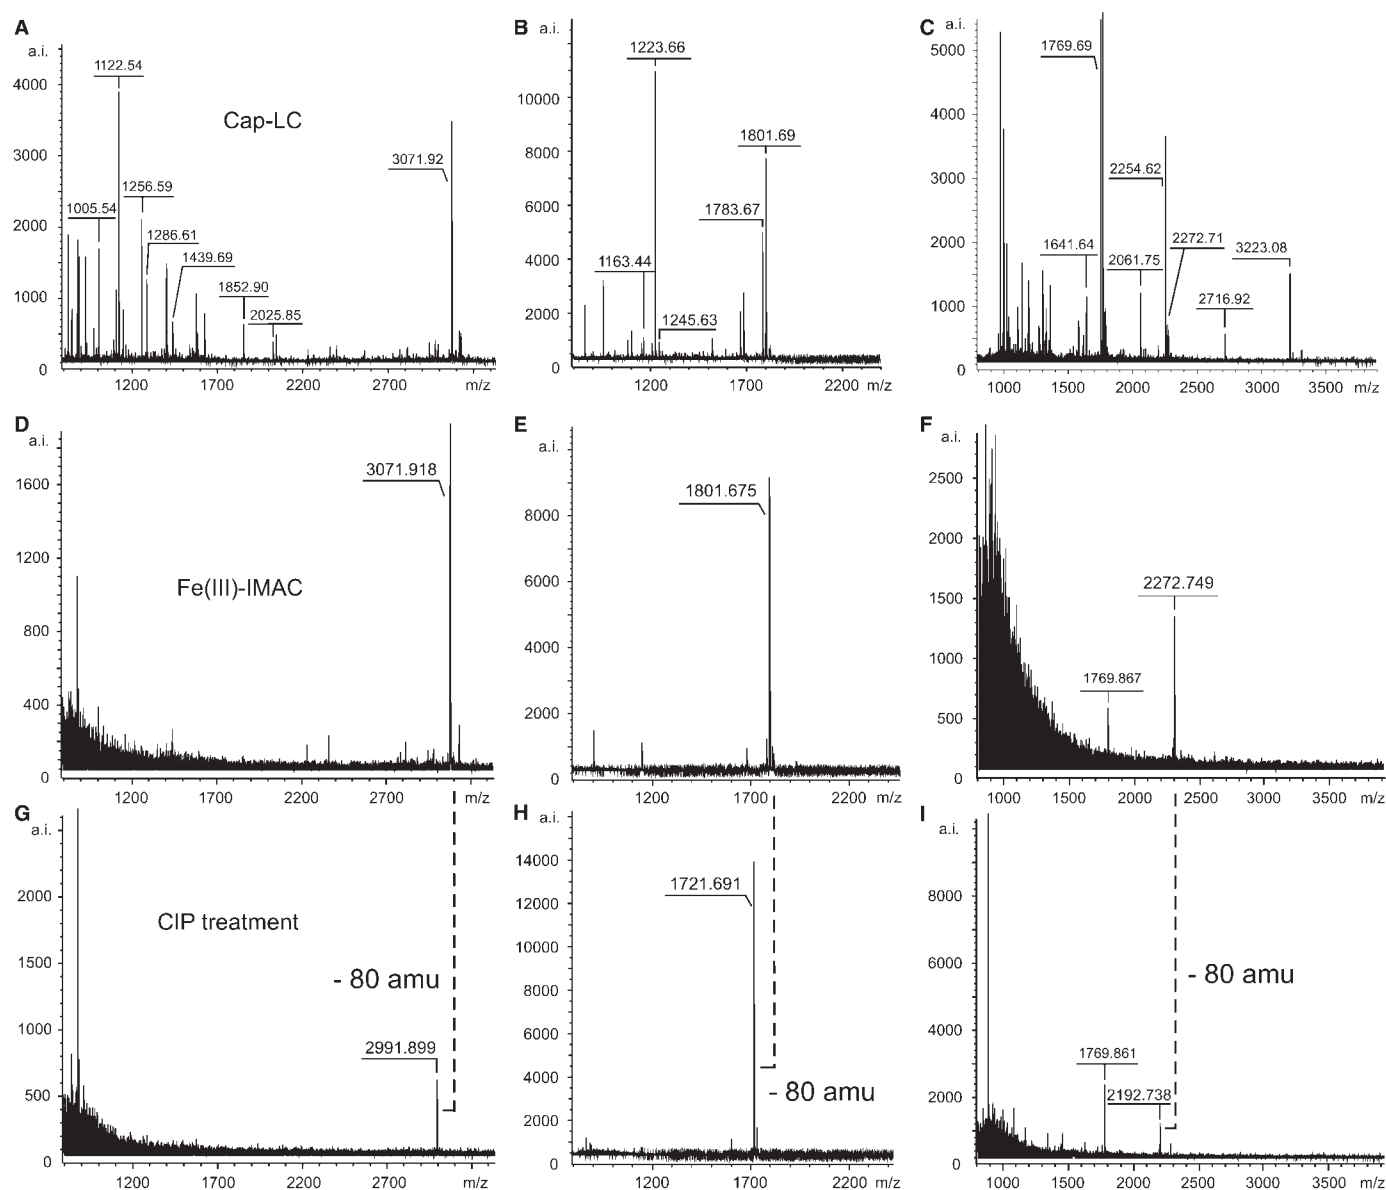 A
a.i.
4000
3000
2000
1000
0
1200 1700 2200 2700 m/z
1122.54
Cap-LC
3071.92
1256.59
1005.54
1286.61
1439.69
1852.90
2025.85
B
a.i.
10000
8000
6000
4000
2000
0
1200 1700 2200 m/z
1223.66
1801.69
1783.67
1163.44
1245.63
C
a.i.
5000
4000
3000
2000
1000
0
1000 1500 2000 2500 3000 3500 m/z
1769.69
2254.62
1641.64
2061.75
2272.71
3223.08
2716.92
D
a.i.
1600
1200
800
400
0
1200 1700 2200 2700 m/z
3071.918
Fe(III)-IMAC
E
a.i.
8000
6000
4000
2000
0
1200 1700 2200 m/z
1801.675
F
a.i.
2500
2000
1500
1000
500
0
1000 1500 2000 2500 3000 3500 m/z
2272.749
1769.867
G
a.i.
2000
1500
1000
500
0
1200 1700 2200 2700 m/z
CIP treatment
- 80 amu
2991.899
H
a.i.
14000
12000
10000
8000
6000
4000
2000
0
1200 1700 2200 m/z
1721.691
- 80 amu
I
a.i.
8000
6000
4000
2000
0
1000 1500 2000 2500 3000 3500 m/z
- 80 amu
1769.861
2192.738